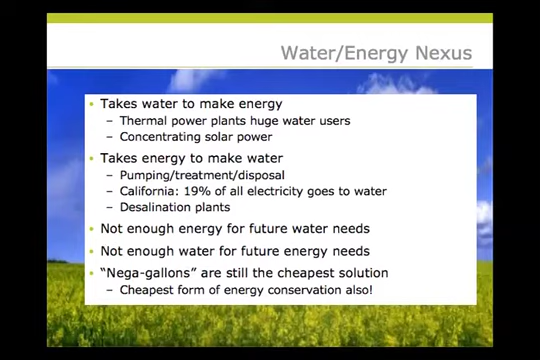 Water/Energy Nexus
• Takes water to make energy
– Thermal power plants huge water users
– Concentrating solar power
• Takes energy to make water
– Pumping/treatment/disposal
– California: 19% of all electricity goes to water
– Desalination plants
• Not enough energy for future water needs
• Not enough water for future energy needs
• “Nega-gallons” are still the cheapest solution
– Cheapest form of energy conservation also!